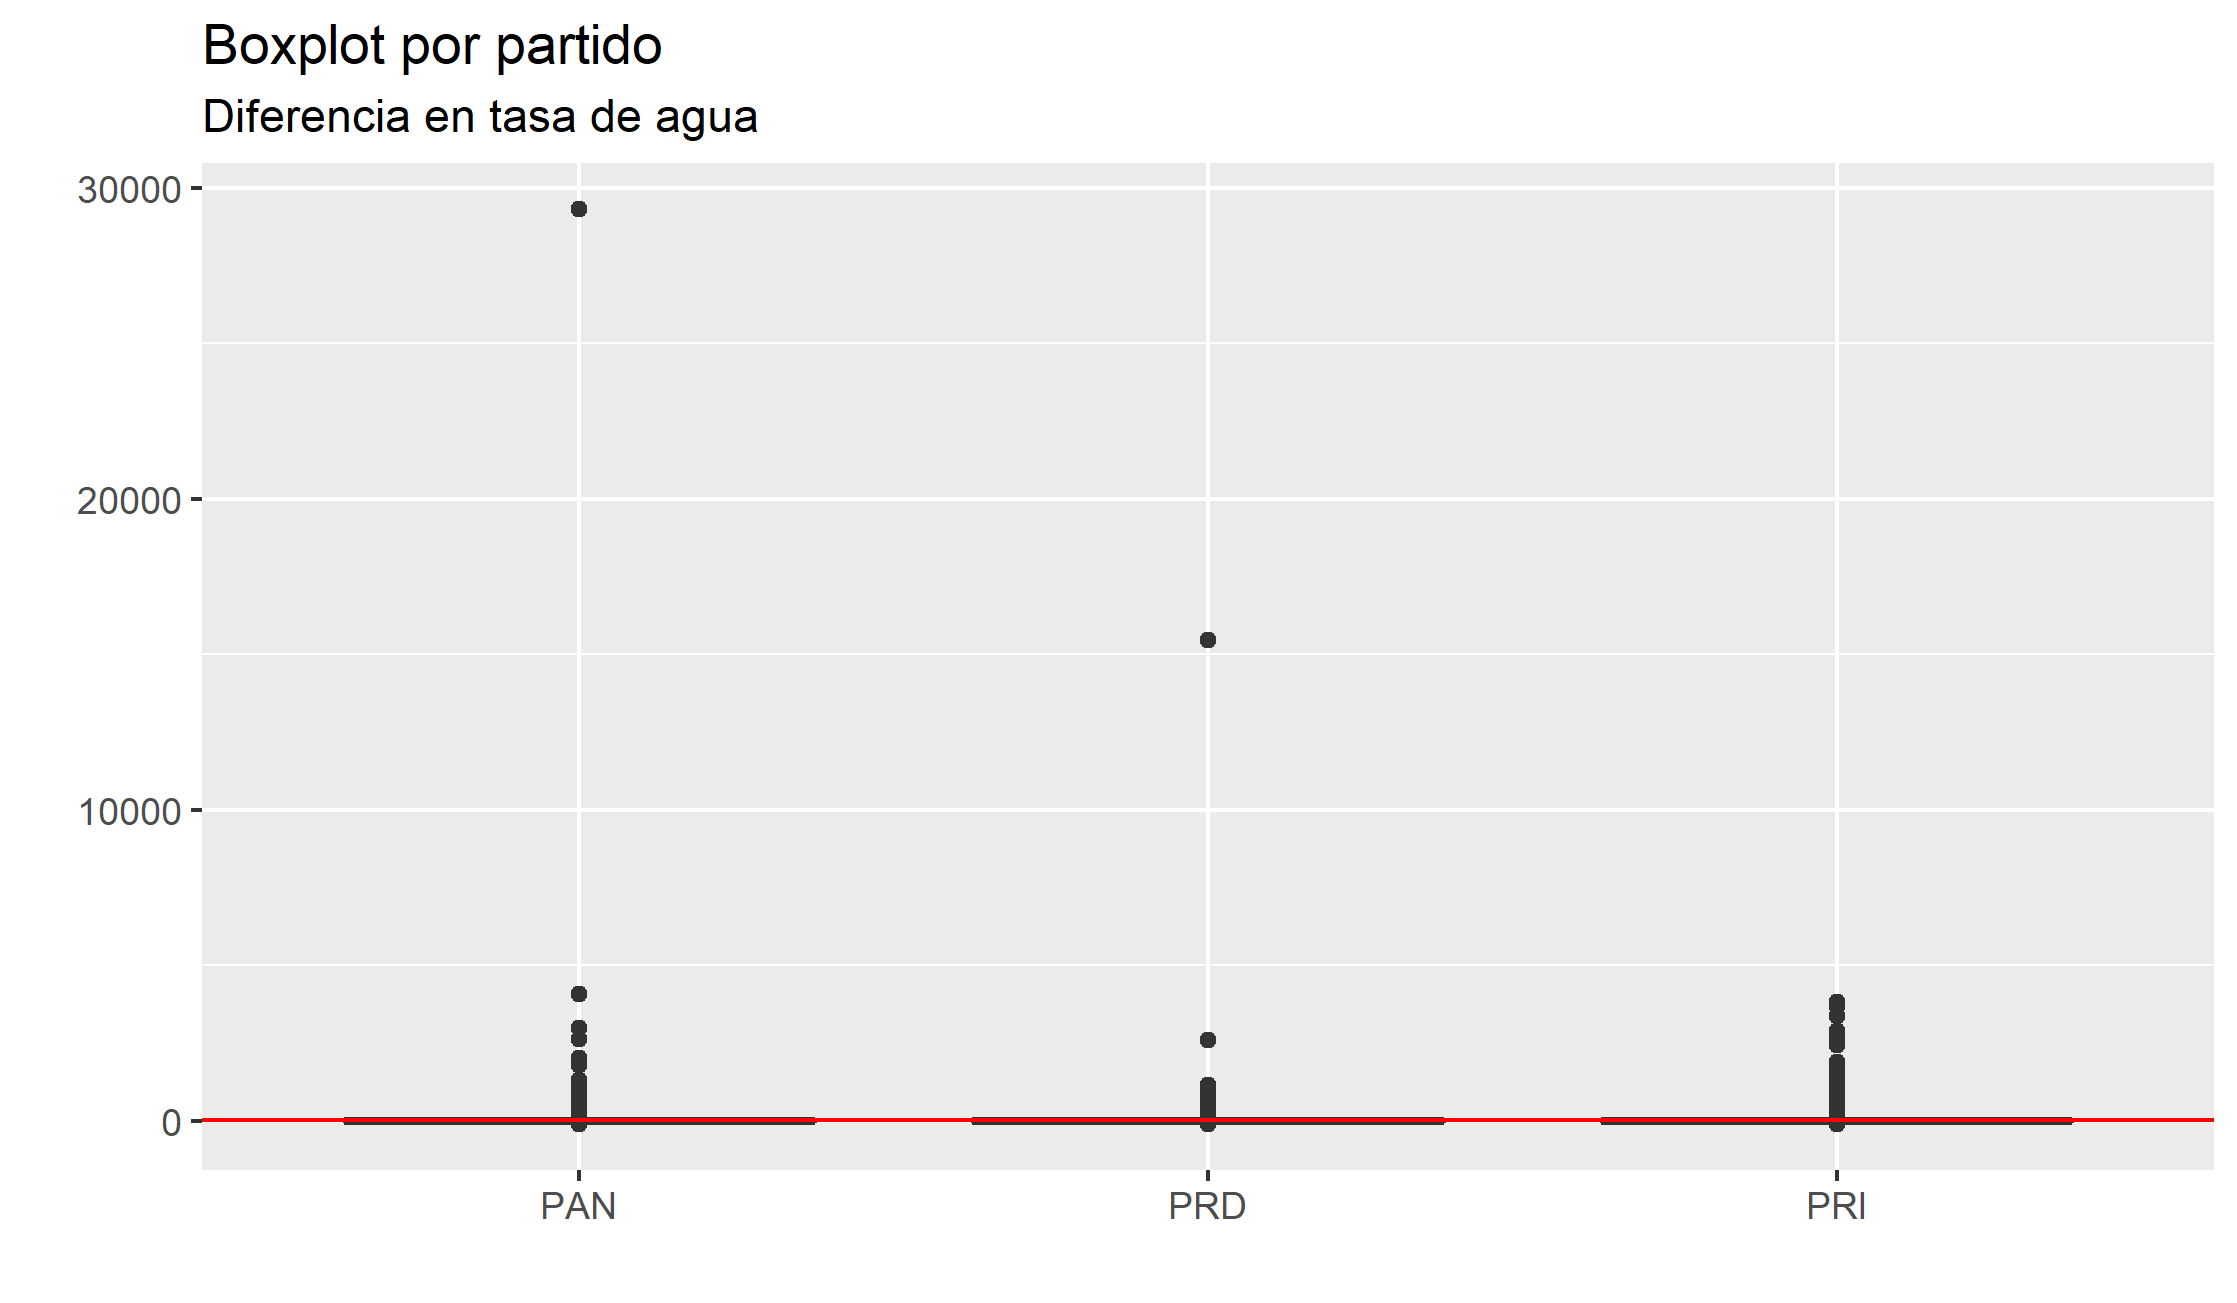 Boxplot por partido
Diferencia en tasa de agua
30000
20000
10000
0
PAN PRD PRI